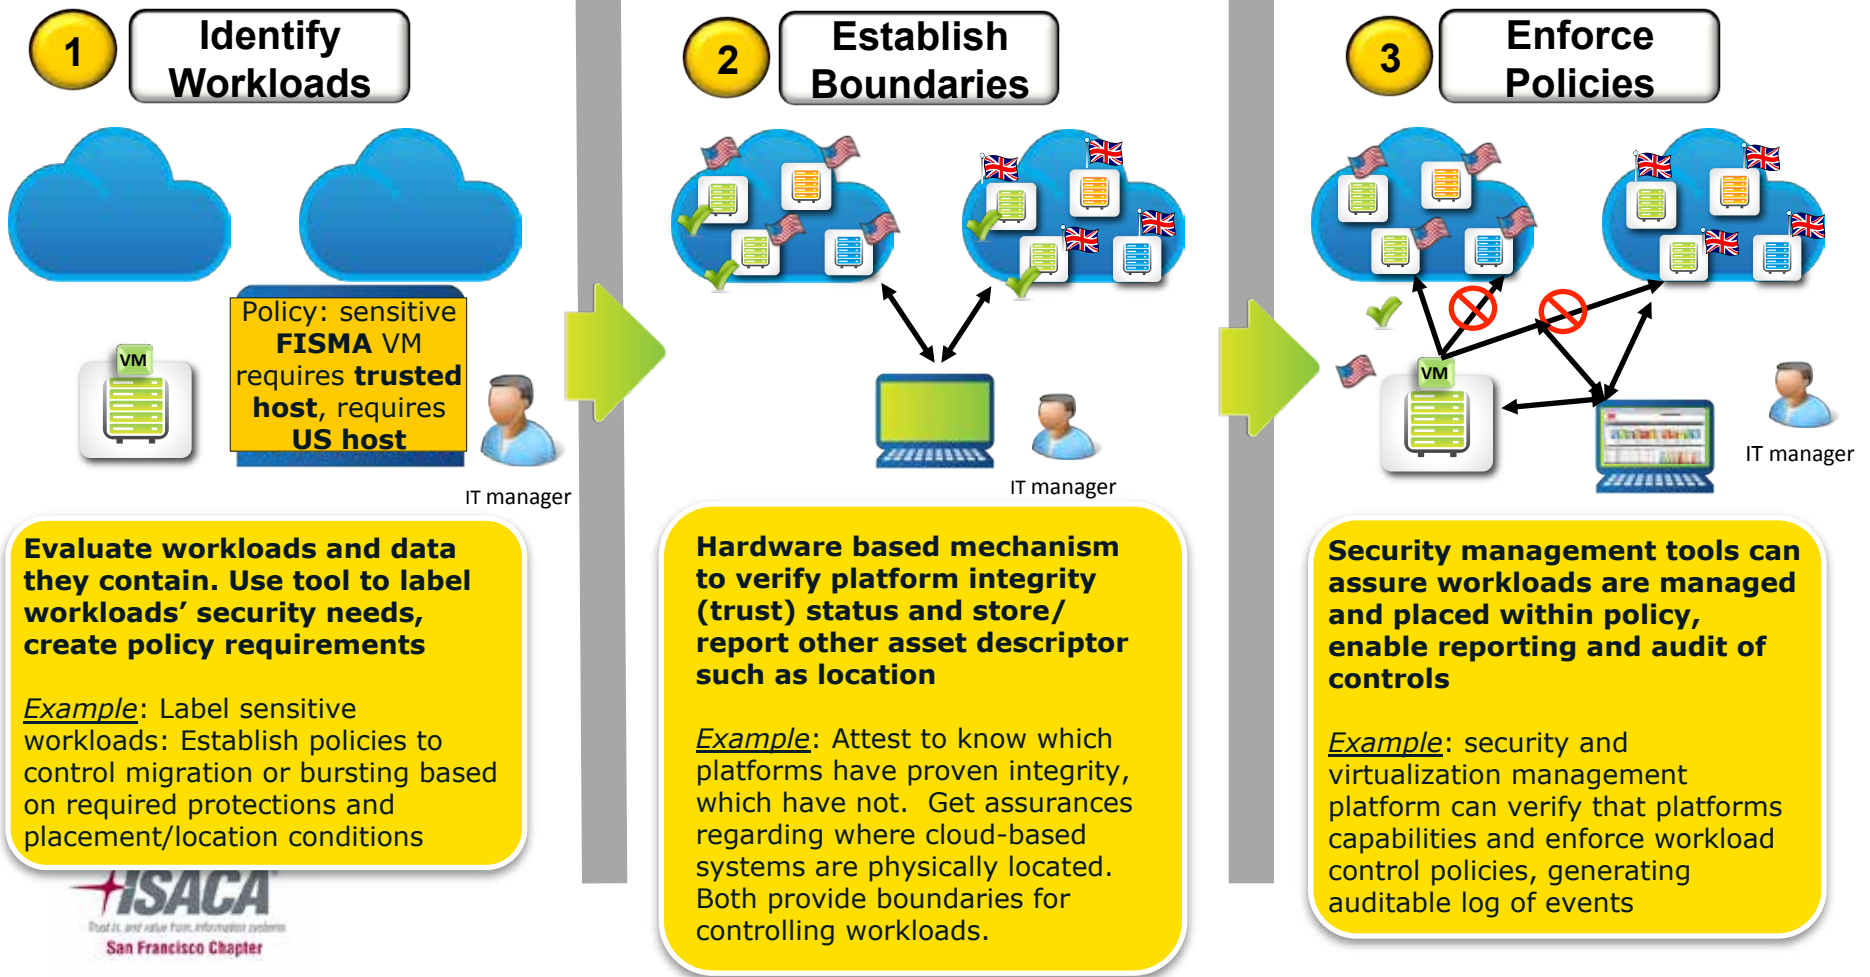 1
Identify
Workloads
VM
Policy: sensitive
FISMA VM
requires trusted
host, requires
US host
IT manager
Evaluate workloads and data
they contain. Use tool to label
workloads’ security needs,
create policy requirements
Example: Label sensitive
workloads: Establish policies to
control migration or bursting based
on required protections and
placement/location conditions
ISACA
Trust in, and value from, information systems
San Francisco Chapter
2
Establish
Boundaries
IT manager
Hardware based mechanism
to verify platform integrity
(trust) status and store/
report other asset descriptor
such as location
Example: Attest to know which
platforms have proven integrity,
which have not.  Get assurances
regarding where cloud-based
systems are physically located.
Both provide boundaries for
controlling workloads.
3
Enforce
Policies
VM
IT manager
Security management tools can
assure workloads are managed
and placed within policy,
enable reporting and audit of
controls
Example: security and
virtualization management
platform can verify that platforms
capabilities and enforce workload
control policies, generating
auditable log of events